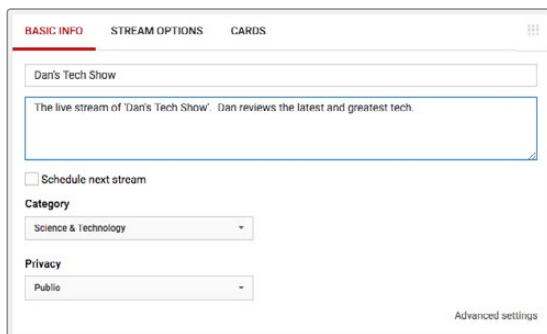 BASIC INFO STREAM OPTIONS CARDS
Dan's Tech Show
The live stream of 'Dan's Tech Show'. Dan reviews the latest and greatest tech.
Schedule next stream
Category
Science & Technology
Privacy
Public
Advanced settings